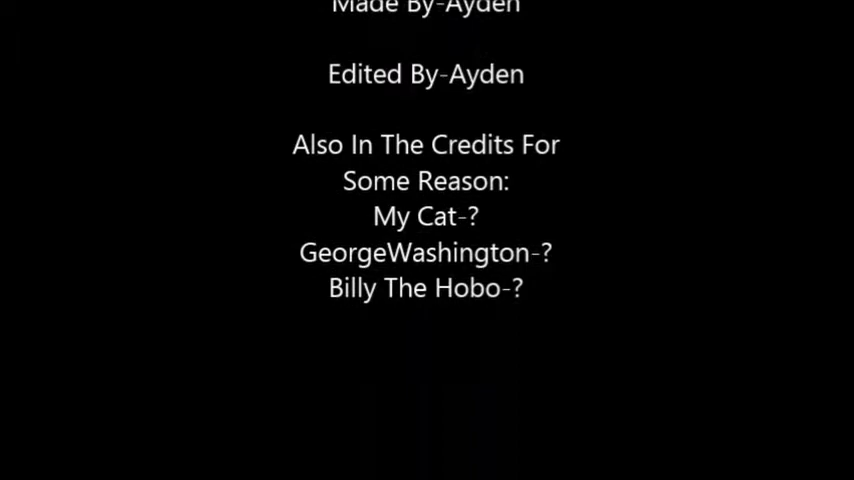 Made By-Ayden
Edited By-Ayden
Also In The Credits For
Some Reason:
My Cat-?
GeorgeWashington-?
Billy The Hobo-?